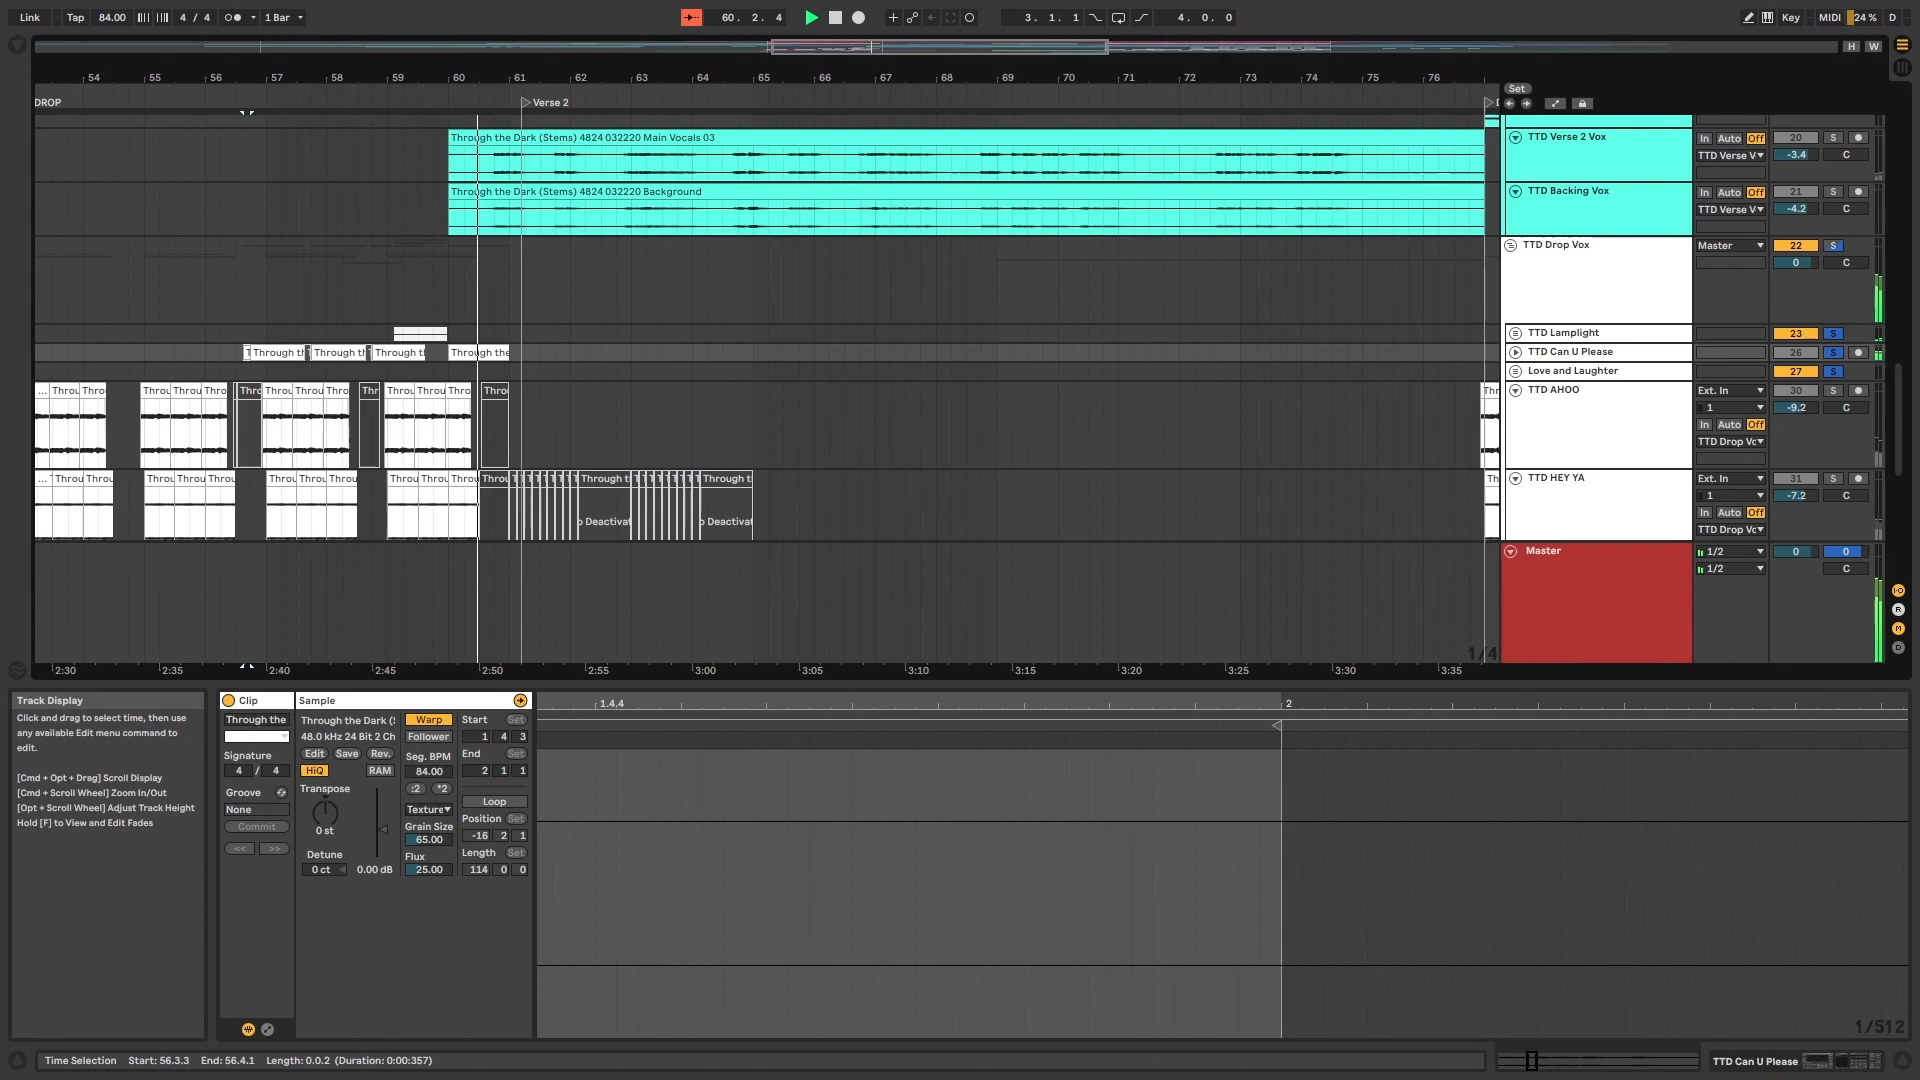 Link Tap 84.00 4 / 4 1 Bar 60. 2. 4 3. 1. 1 4. 0. 0 Key MIDI 24 % D
H W
54 55 56 57 58 59 60 61 62 63 64 65 66 67 68 69 70 71 72 73 74 75 76
Set
DROP Verse 2
Through the Dark (Stems) 4824 032220 Main Vocals 03 TTD Verse 2 Vox In Auto Off 20 S
TTD Verse V -3.4 C
Through the Dark (Stems) 4824 032220 Background TTD Backing Vox In Auto Off 21 S
TTD Verse V -4.2 C
TTD Drop Vox Master 22 S
0 C
TTD Lamplight 23 S
Through th Through th Through t Through the TTD Can U Please 26 S
Love and Laughter 27 S
... Throu Throu Throu Throu Thro Thro Throu Throu Throu Thr Throu Throu Thro Throu Thr TTD AHOO Ext. In 30 S
1 -9.2 C
In Auto Off
TTD Drop Vc
... Throu Throu Throu Throu Throu Throu Throu Throu Throu Throu Throu Throu T T T T T T T T T Through t T T T T T T T T T Through t Th TTD HEY YA Ext. In 31 S
1 -7.2 C
o Deactivat o Deactivat In Auto Off
TTD Drop Vc
Master 1/2 0 0
1/2 C
R
M
D
1/4
2:30 2:35 2:40 2:45 2:50 2:55 3:00 3:05 3:10 3:15 3:20 3:25 3:30 3:35
Track Display
Click and drag to select time, then use
any available Edit menu command to
edit.
[Cmd + Opt + Drag] Scroll Display
[Cmd + Scroll Wheel] Zoom In/Out
[Opt + Scroll Wheel] Adjust Track Height
Hold [F] to View and Edit Fades
Clip
Through the
Signature
4 / 4
Groove
None
Commit
<< >>
Sample
Through the Dark (S
48.0 kHz 24 Bit 2 Ch
Edit Save Rev.
HiQ RAM
Transpose
0 st
Detune
0 ct 0.00 dB
Warp
Follower
Seg. BPM
84.00
:2 *2
Texture
Grain Size
65.00
Flux
25.00
Start Set
1 4 3
End Set
2 1 1
Loop
Position Set
-16 2 1
Length Set
114 0 0
1.4.4 2
1/512
Time Selection Start: 56.3.3 End: 56.4.1 Length: 0.0.2 (Duration: 0:00:357) TTD Can U Please